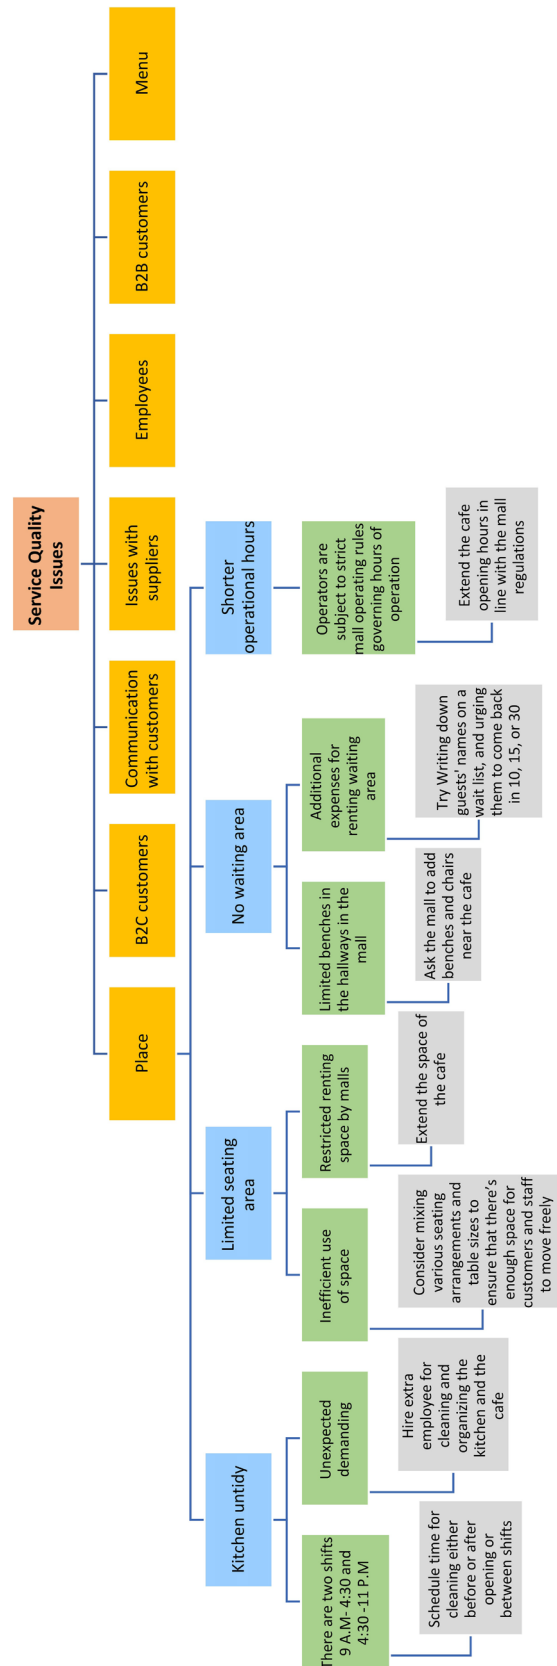 Service Quality
Issues
Place
B2C customers
Communication
with customers
Issues with
suppliers
Employees
B2B customers
Menu
Kitchen untidy
Limited seating
area
No waiting area
Shorter
operational hours
There are two shifts
9 A.M- 4:30 and
4:30 -11 P.M
Unexpected
demanding
Inefficient use
of space
Restricted renting
space by malls
Limited benches in
the hallways in the
mall
Additional
expenses for
renting waiting
area
Operators are
subject to strict
mall operating rules
governing hours of
operation
Schedule time for
cleaning either
before or after
opening or
between shifts
Hire extra
employee for
cleaning and
organizing the
kitchen and the
cafe
Consider mixing
various seating
arrangements and
table sizes to
ensure that there's
enough space for
customers and staff
to move freely
Extend the space of
the cafe
Ask the mall to add
benches and chairs
near the cafe
Try Writing down
guests' names on a
wait list, and urging
them to come back
in 10, 15, or 30
Extend the cafe
opening hours in
line with the mall
regulations